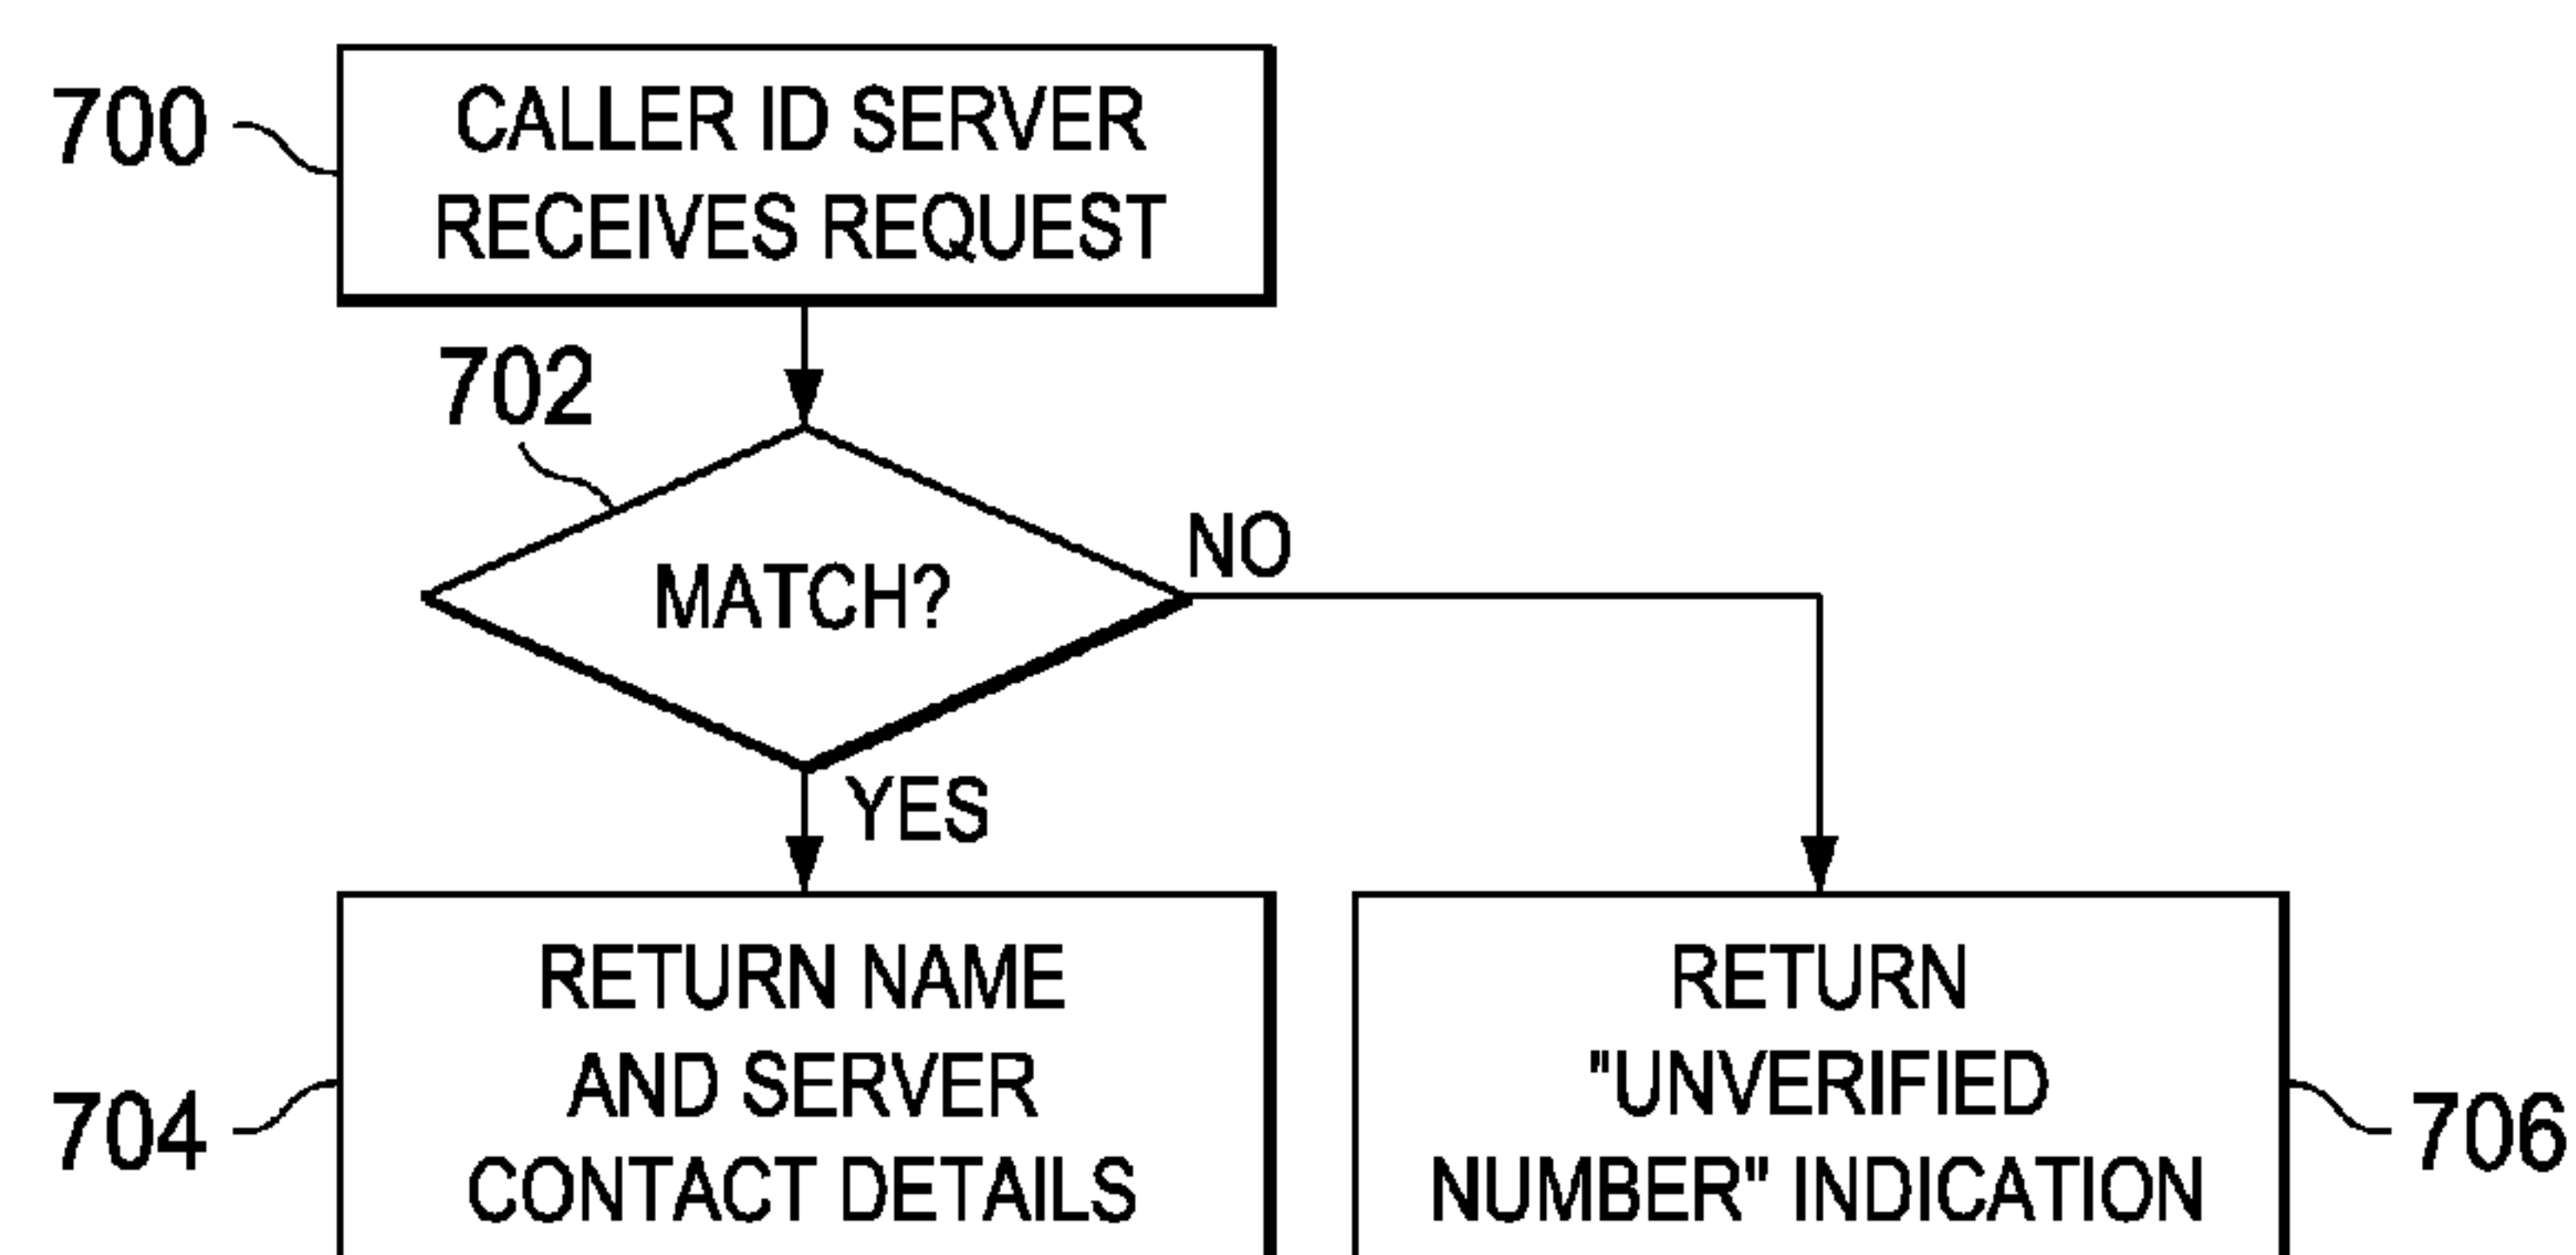 700
CALLER ID SERVER
RECEIVES REQUEST
702
MATCH?
NO
YES
704
RETURN NAME
AND SERVER
CONTACT DETAILS
RETURN
"UNVERIFIED
NUMBER" INDICATION
706